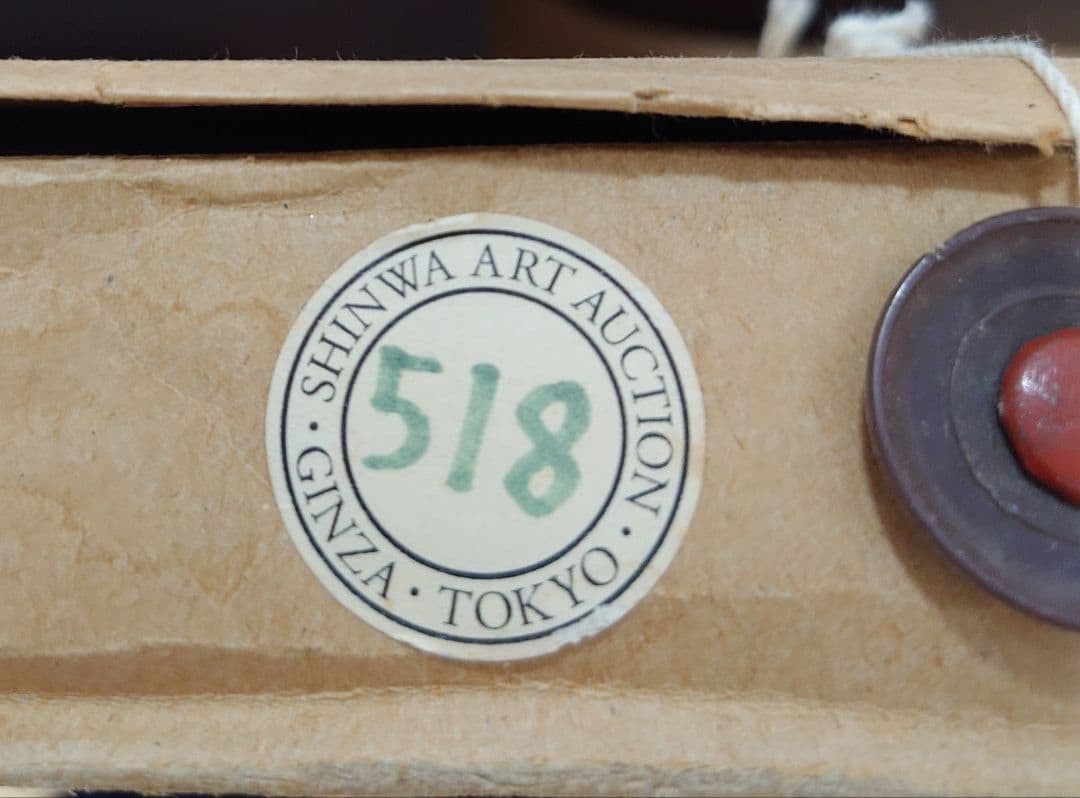 SHINWA ART AUCTION
518
· GINZA · TOKYO ·